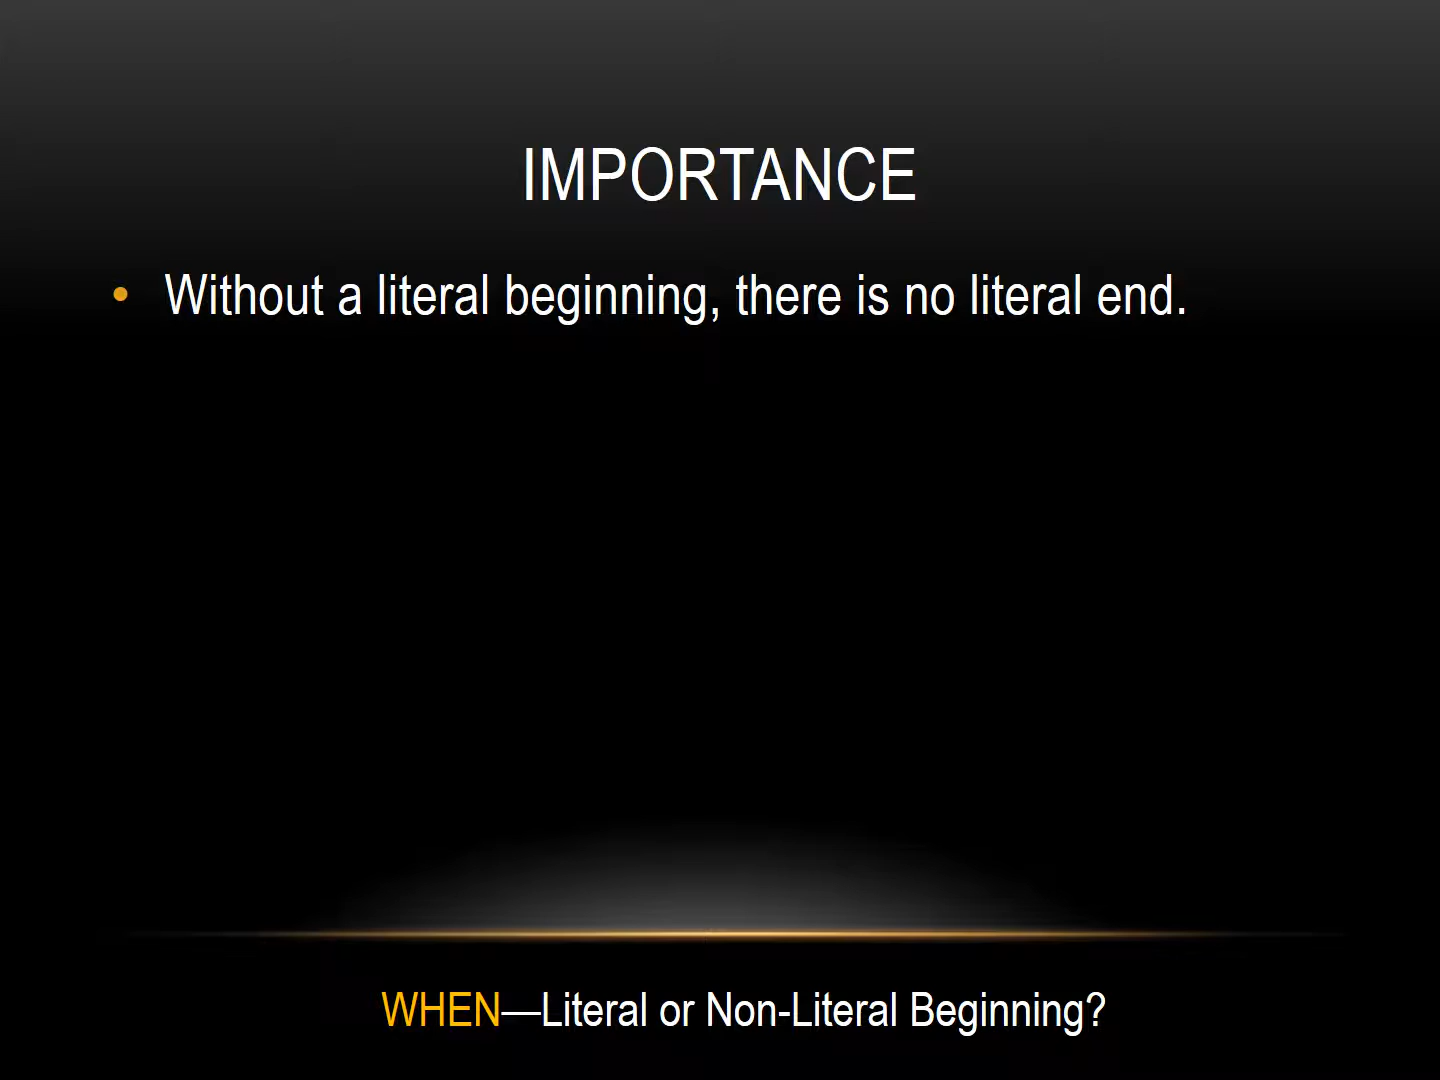 IMPORTANCE
• Without a literal beginning, there is no literal end.
WHEN—Literal or Non-Literal Beginning?